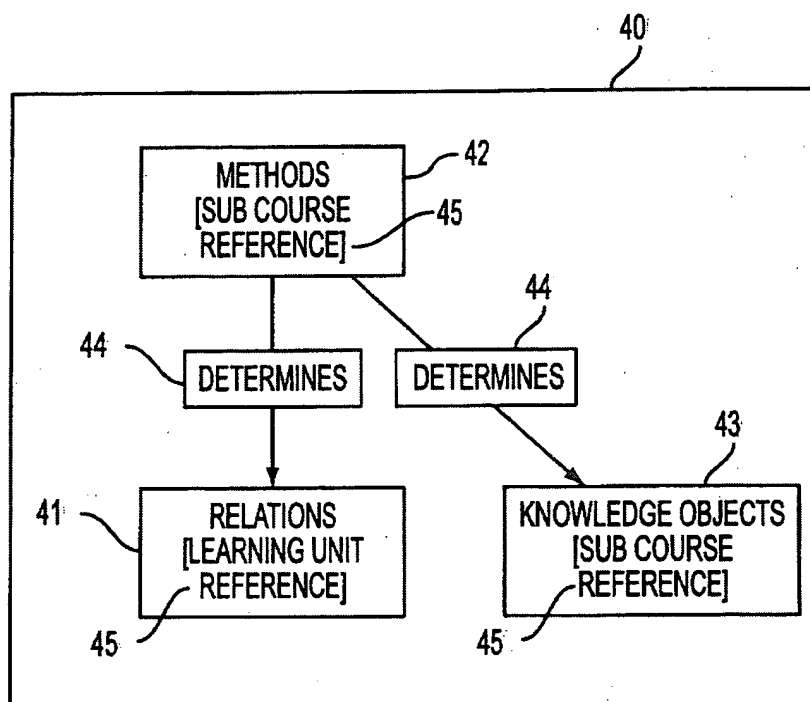 40
42
METHODS
[SUB COURSE
REFERENCE]
45
44
DETERMINES
44
DETERMINES
41
RELATIONS
[LEARNING UNIT
REFERENCE]
45
43
KNOWLEDGE OBJECTS
[SUB COURSE
REFERENCE]
45